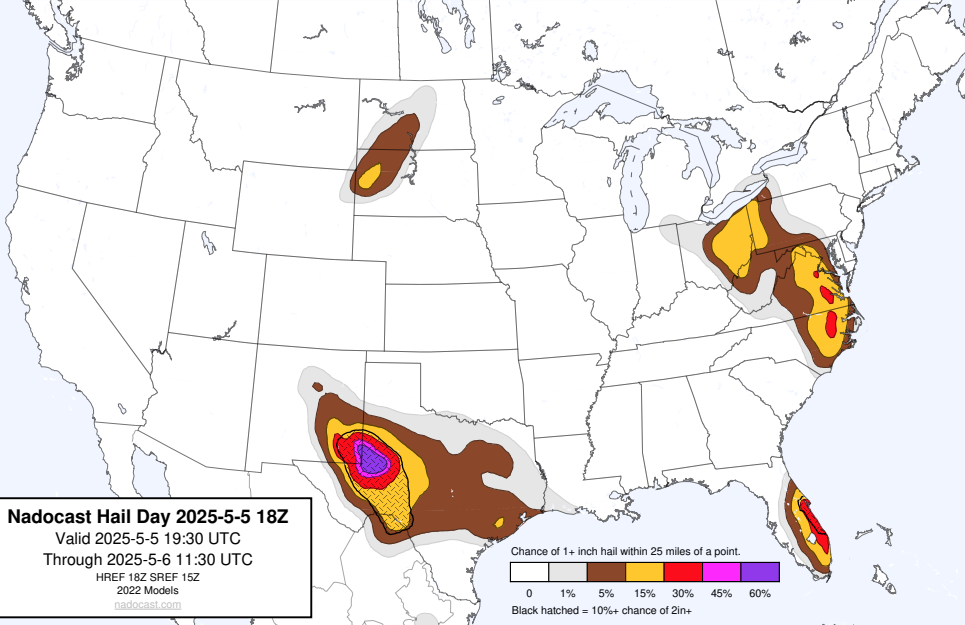 Nadocast Hail Day 2025-5-5 18Z
Valid 2025-5-5 19:30 UTC
Through 2025-5-6 11:30 UTC
HREF 18Z SREF 15Z
2022 Models
nadocast.com
Chance of 1+ inch hail within 25 miles of a point.
0 1% 5% 15% 30% 45% 60%
Black hatched = 10%+ chance of 2in+